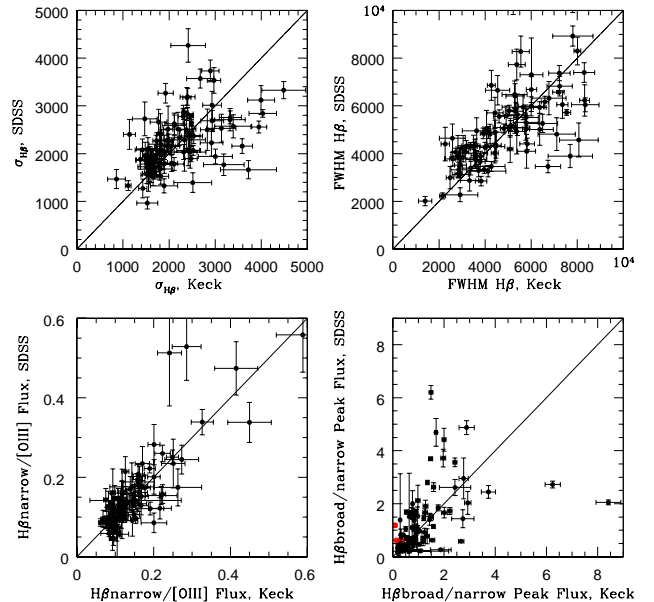 5000
4000
3000
2000
1000
0
σHβ, SDSS
0 1000 2000 3000 4000 5000
σHβ, Keck
10⁴
8000
6000
4000
2000
0
FWHM Hβ, SDSS
0 2000 4000 6000 8000 10⁴
FWHM Hβ, Keck
0.6
0.4
0.2
0
Hβnarrow/[OIII] Flux, SDSS
0 0.2 0.4 0.6
Hβnarrow/[OIII] Flux, Keck
8
6
4
2
0
Hβbroad/narrow Peak Flux, SDSS
0 2 4 6 8
Hβbroad/narrow Peak Flux, Keck